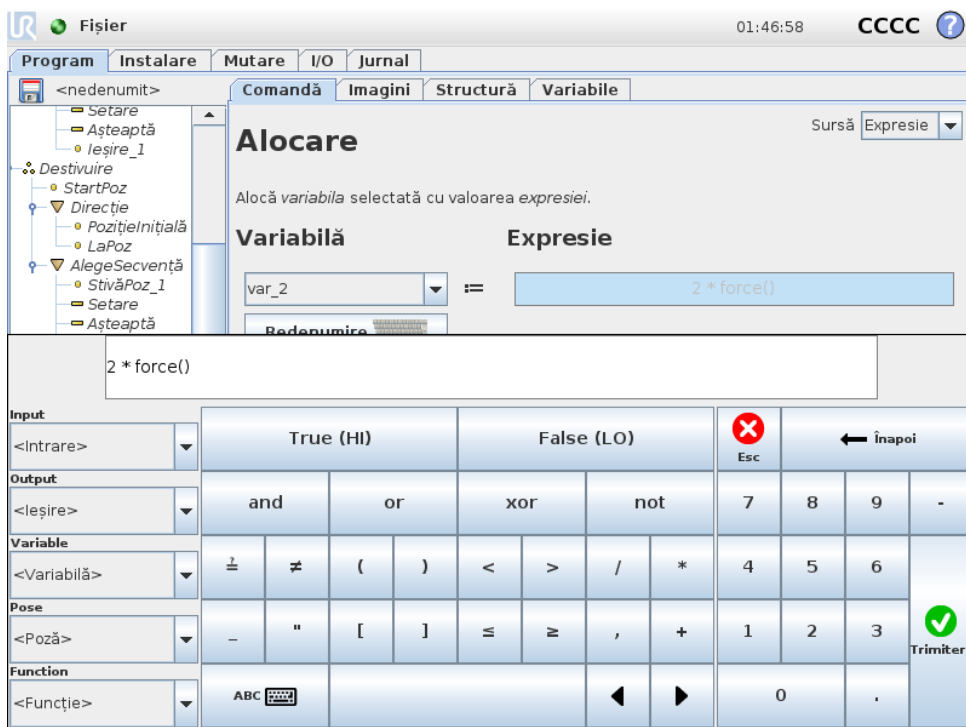 UR Fișier 01:46:58 CCCC ?
Program Instalare Mutare I/O Jurnal
<nedenumit> Comandă Imagini Structură Variabile
Setare
Așteaptă
Ieșire_1
Destivuire
StartPoz
Direcție
PozițieInițială
LaPoz
AlegeSecvență
StivăPoz_1
Setare
Așteaptă
Alocare
Sursă Expresie
Alocă variabila selectată cu valoarea expresiei.
Variabilă Expresie
var_2 := 2 * force()
Redenumire
2 * force()
Input
<Intrare> True (HI) False (LO) Esc Înapoi
Output
<Ieșire> and or xor not 7 8 9 -
Variable
<Variabilă> ≟ ≠ ( ) < > / * 4 5 6
Pose
<Poză> _ " [ ] ≤ ≥ , + 1 2 3 Trimiter
Function
<Funcție> ABC 0 .